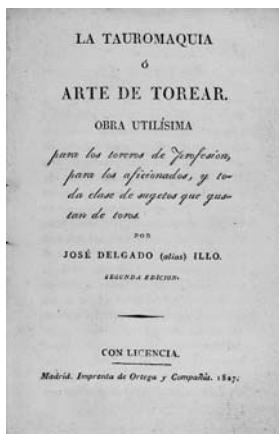 LA TAUROMAQUIA
ó
ARTE DE TOREAR.
OBRA UTILÍSIMA
para los toreros de Profesion,
para los aficionados, y to-
da clase de sugetos que gus-
tan de toros.
POR
JOSÉ DELGADO (alias) ILLO.
SEGUNDA EDICION.
CON LICENCIA.
Madrid. Imprenta de Ortega y Compañía. 1827.